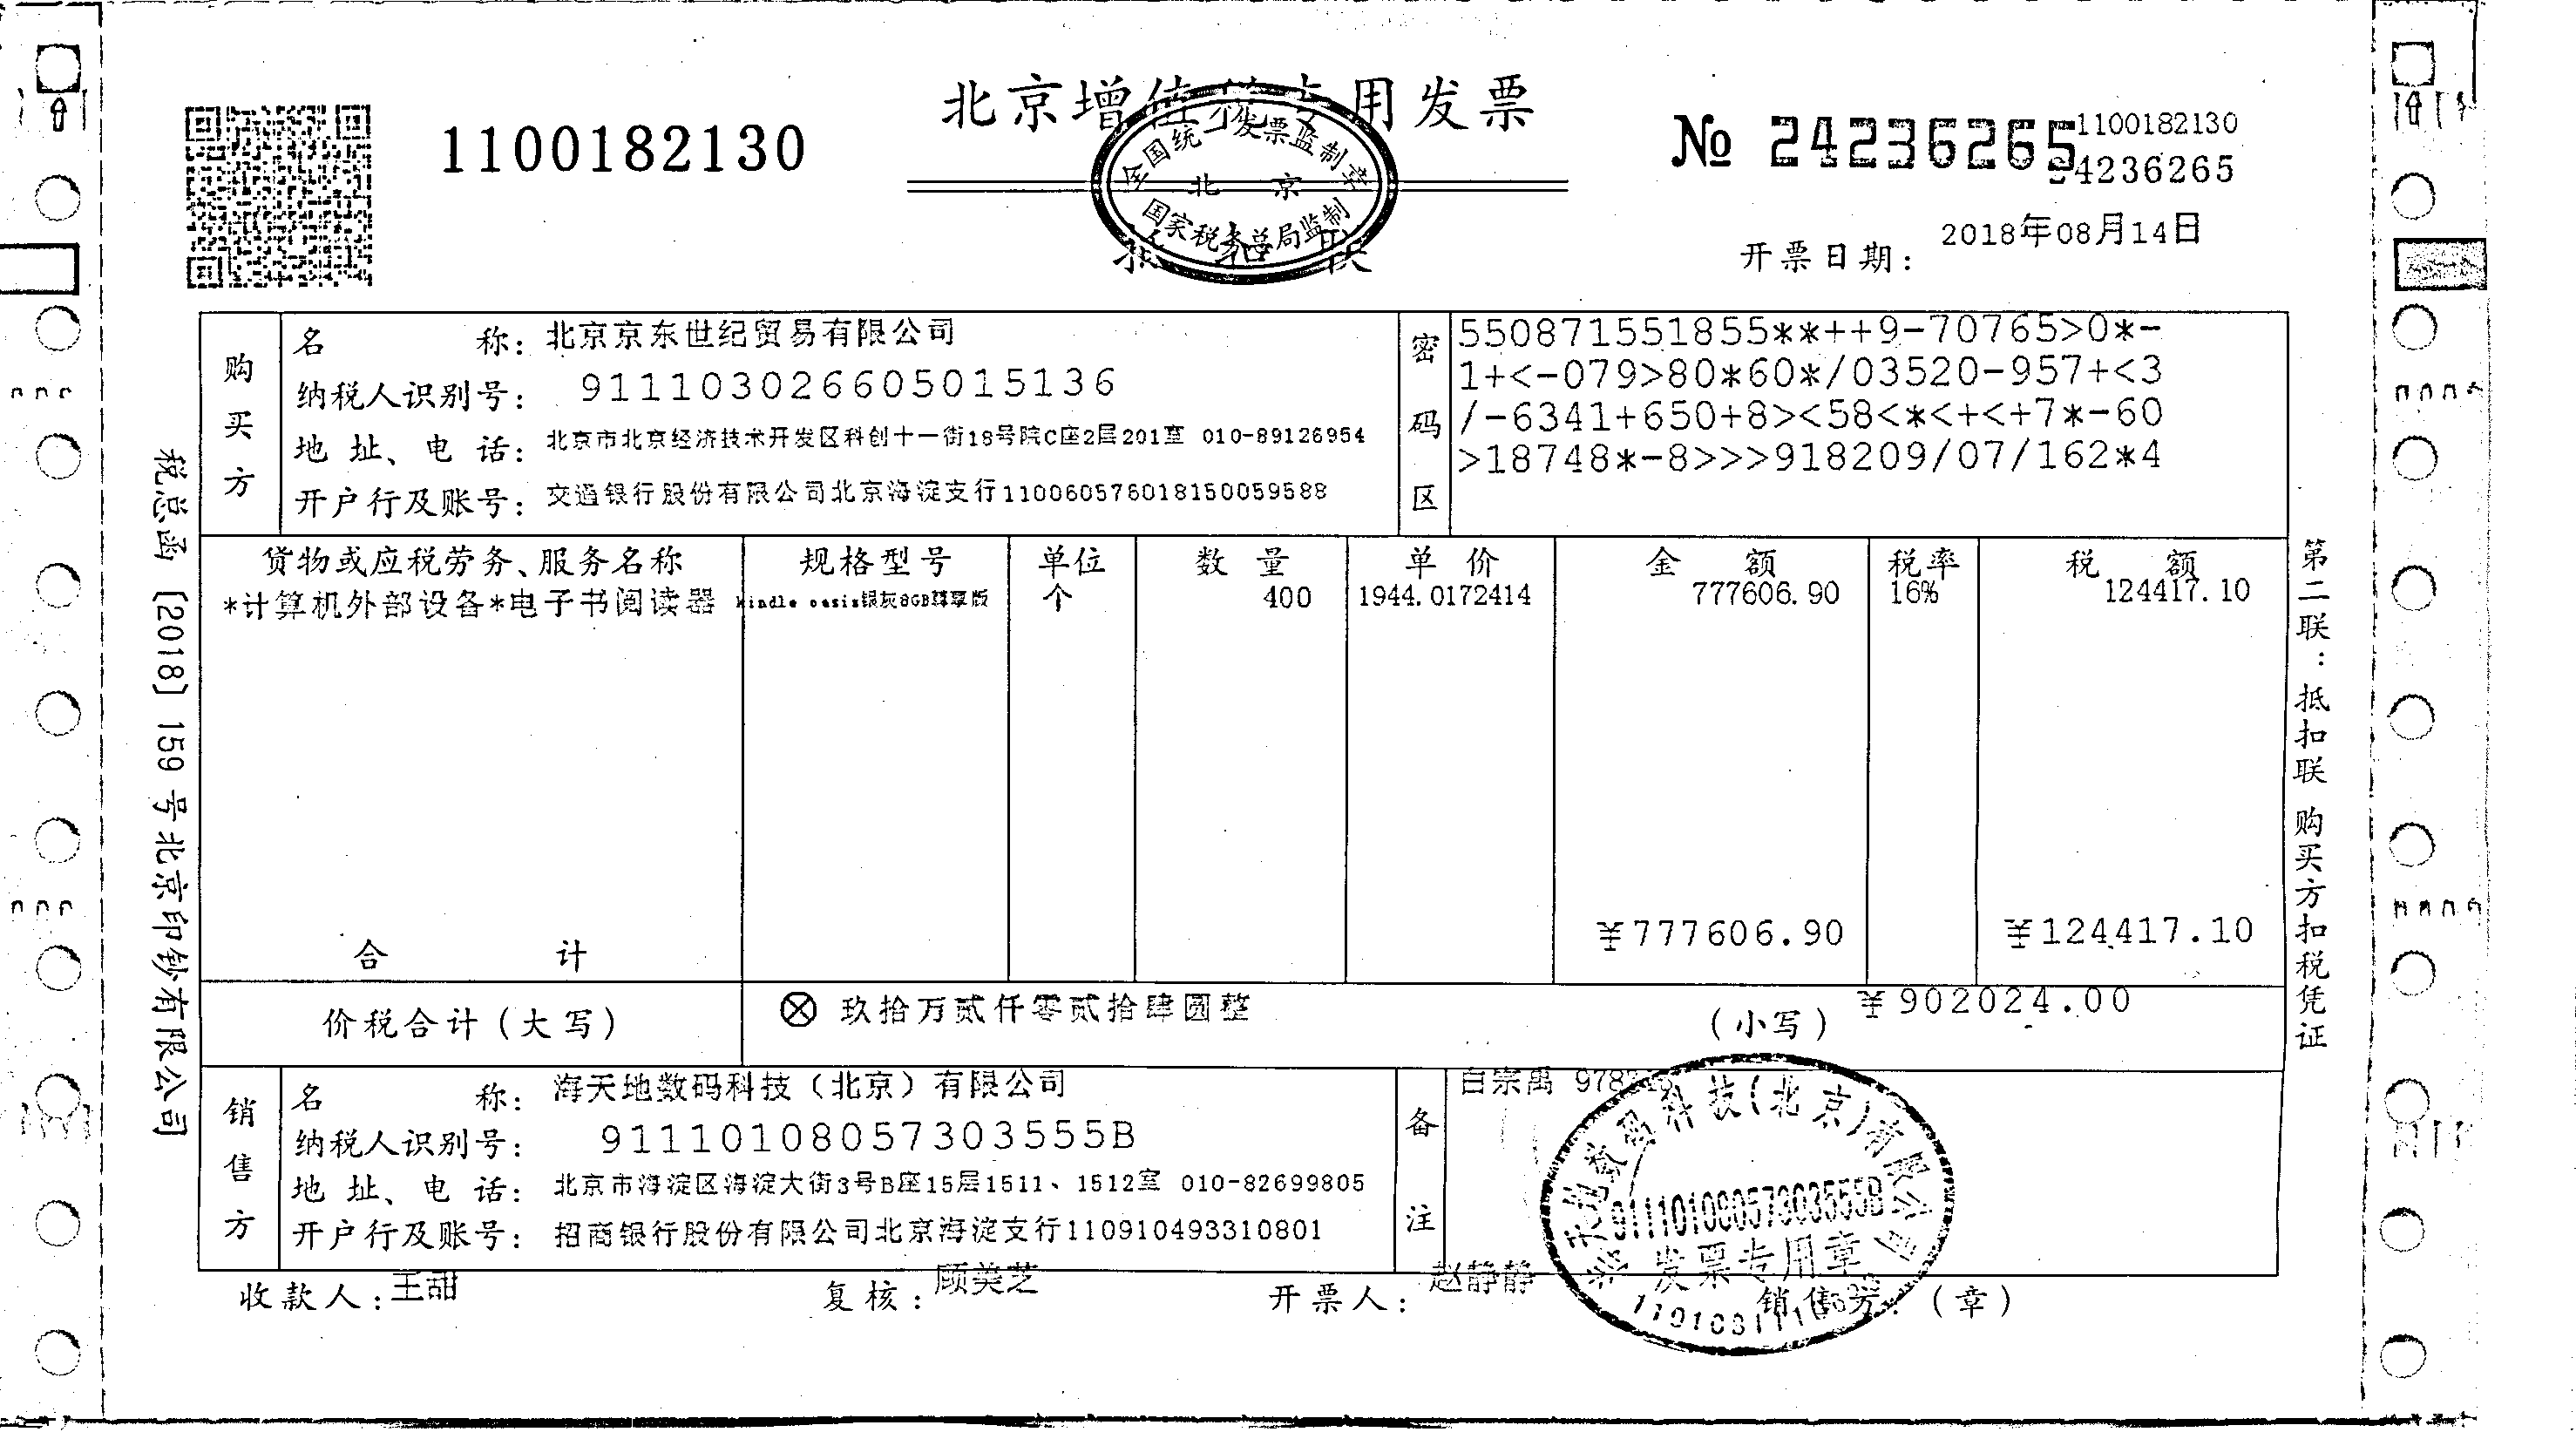 北京增值税专用发票
1100182130
№ 24236265
1100182130
24236265
全国统一发票监制章
北 京
国家税务总局监制
抵 扣 联
开票日期: 2018年08月14日
购买方
名 称: 北京京东世纪贸易有限公司
纳税人识别号: 911103026605015136
地 址、电 话: 北京市北京经济技术开发区科创十一街18号院C座2层201室 010-89126954
开户行及账号: 交通银行股份有限公司北京海淀支行110060576018150059588
密码区
550871551855**++9-70765>0*-
1+<-079>80*60*/03520-957+<3
/-6341+650+8><58<*<+<+7*-60
>18748*-8>>>918209/07/162*4
货物或应税劳务、服务名称 规格型号 单位 数 量 单 价 金 额 税率 税 额
*计算机外部设备*电子书阅读器 kindle oasis银灰8GB尊享版 个 400 1944.0172414 777606.90 16% 124417.10
合 计 ¥777606.90 ¥124417.10
价税合计(大写) ⊗ 玖拾万贰仟零贰拾肆圆整 (小写) ¥902024.00
销售方
名 称: 海天地数码科技(北京)有限公司
纳税人识别号: 91110108057303555B
地 址、电 话: 北京市海淀区海淀大街3号B座15层1511、1512室 010-82699805
开户行及账号: 招商银行股份有限公司北京海淀支行110910493310801
备注
自宗禹
海天地数码科技(北京)有限公司
91110108057303555B
发票专用章
收款人: 王甜 复核: 顾美芝 开票人: 赵静静 销售方: (章)
税总函〔2018〕159号北京印钞有限公司
第二联:抵扣联 购买方扣税凭证